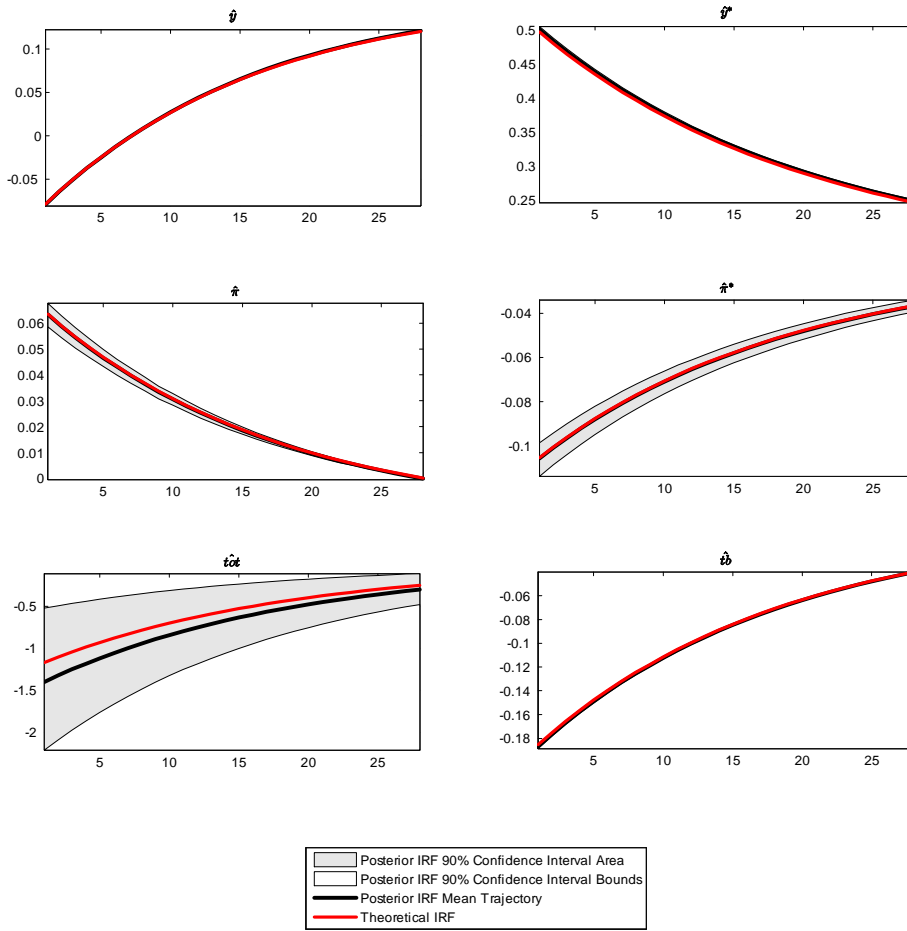 ŷ
0.1
0.05
0
-0.05
5 10 15 20 25
ŷ*
0.5
0.45
0.4
0.35
0.3
0.25
5 10 15 20 25
π̂
0.06
0.05
0.04
0.03
0.02
0.01
0
5 10 15 20 25
π̂*
-0.04
-0.06
-0.08
-0.1
5 10 15 20 25
tôt
-0.5
-1
-1.5
-2
5 10 15 20 25
t̂b
-0.06
-0.08
-0.1
-0.12
-0.14
-0.16
-0.18
5 10 15 20 25
Posterior IRF 90% Confidence Interval Area
Posterior IRF 90% Confidence Interval Bounds
Posterior IRF Mean Trajectory
Theoretical IRF